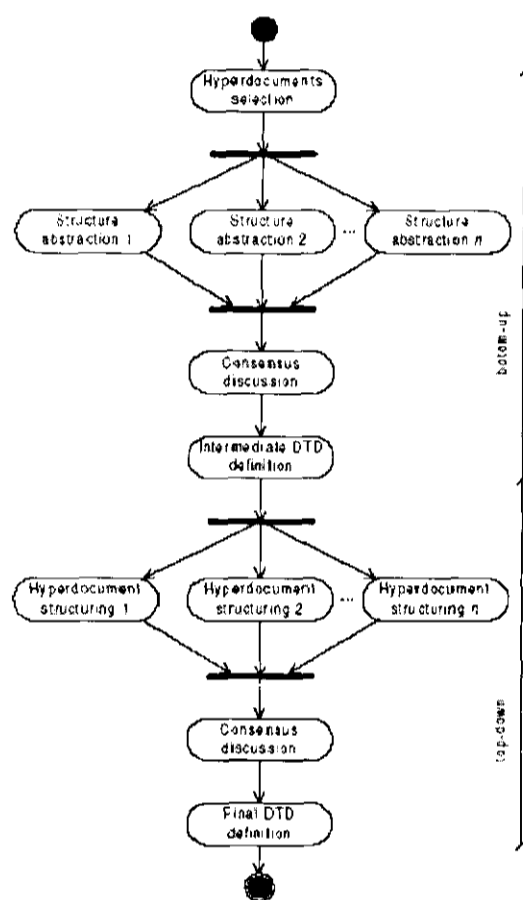 Hyperdocuments
selection
Structure
abstraction 1
Structure
abstraction 2
...
Structure
abstraction n
Consensus
discussion
Intermediate DTD
definition
bottom-up
Hyperdocument
structuring 1
Hyperdocument
structuring 2
...
Hyperdocument
structuring n
Consensus
discussion
Final DTD
definition
top-down